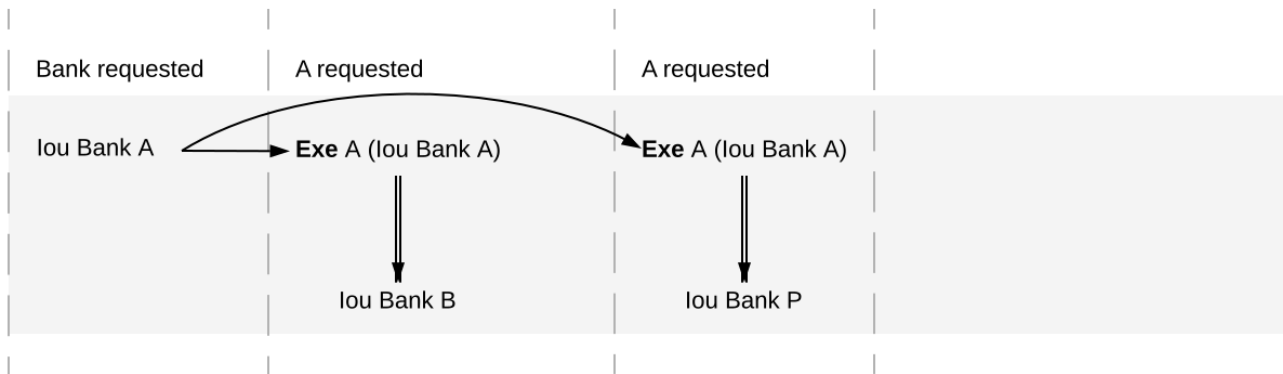 Bank requested
A requested
A requested
Iou Bank A
Exe A (Iou Bank A)
Exe A (Iou Bank A)
Iou Bank B
Iou Bank P